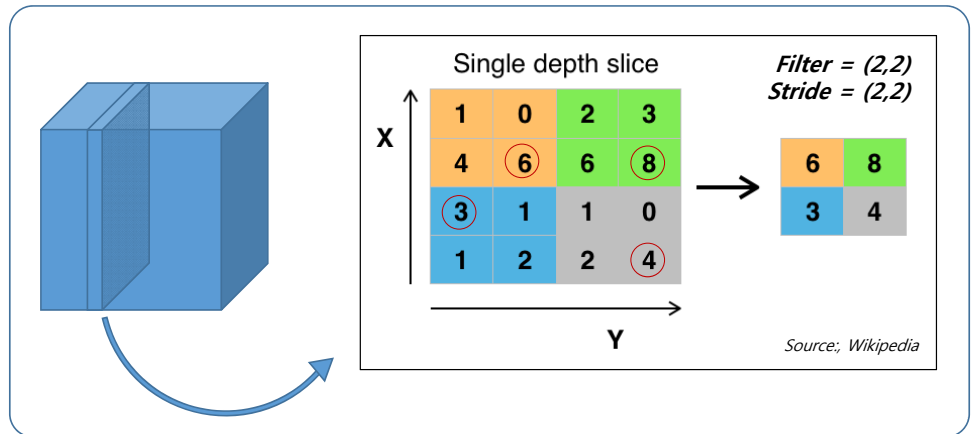 Single depth slice
Filter = (2,2)
Stride = (2,2)
X
1 0 2 3
4 6 6 8
3 1 1 0
1 2 2 4
6 8
3 4
Y
Source:, Wikipedia